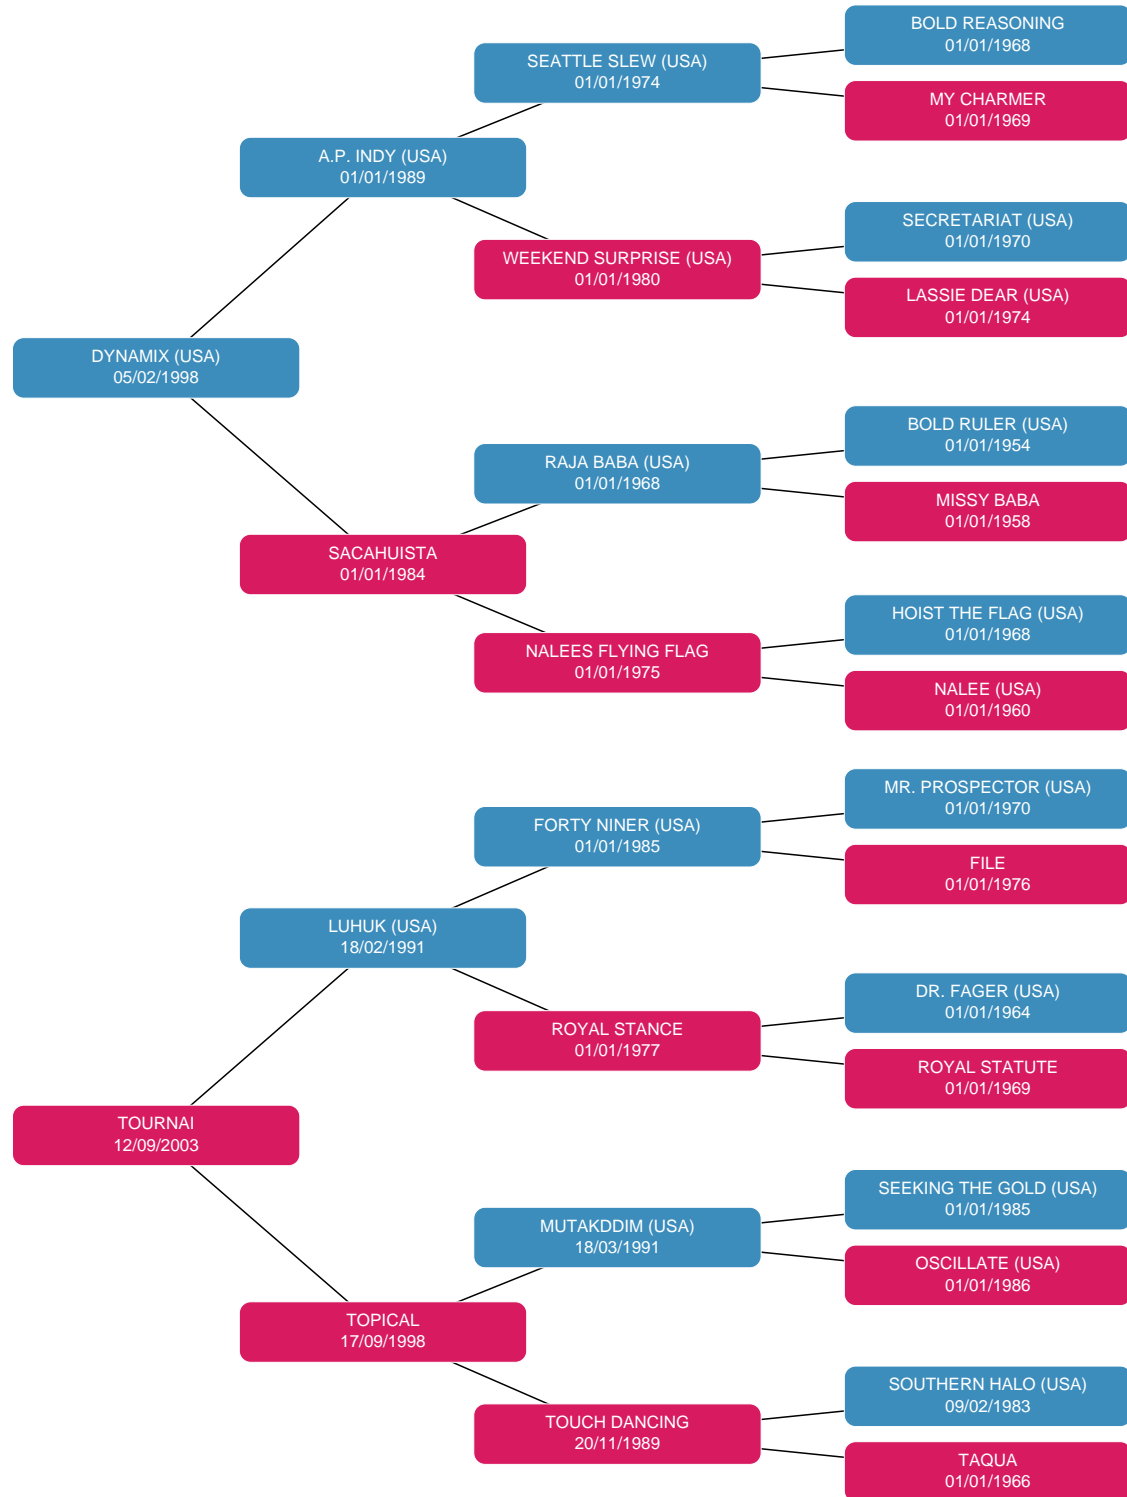 BOLD REASONING
01/01/1968
SEATTLE SLEW (USA)
01/01/1974
MY CHARMER
01/01/1969
A.P. INDY (USA)
01/01/1989
SECRETARIAT (USA)
01/01/1970
WEEKEND SURPRISE (USA)
01/01/1980
LASSIE DEAR (USA)
01/01/1974
DYNAMIX (USA)
05/02/1998
BOLD RULER (USA)
01/01/1954
RAJA BABA (USA)
01/01/1968
MISSY BABA
01/01/1958
SACAHUISTA
01/01/1984
HOIST THE FLAG (USA)
01/01/1968
NALEES FLYING FLAG
01/01/1975
NALEE (USA)
01/01/1960
MR. PROSPECTOR (USA)
01/01/1970
FORTY NINER (USA)
01/01/1985
FILE
01/01/1976
LUHUK (USA)
18/02/1991
DR. FAGER (USA)
01/01/1964
ROYAL STANCE
01/01/1977
ROYAL STATUTE
01/01/1969
TOURNAI
12/09/2003
SEEKING THE GOLD (USA)
01/01/1985
MUTAKDDIM (USA)
18/03/1991
OSCILLATE (USA)
01/01/1986
TOPICAL
17/09/1998
SOUTHERN HALO (USA)
09/02/1983
TOUCH DANCING
20/11/1989
TAQUA
01/01/1966